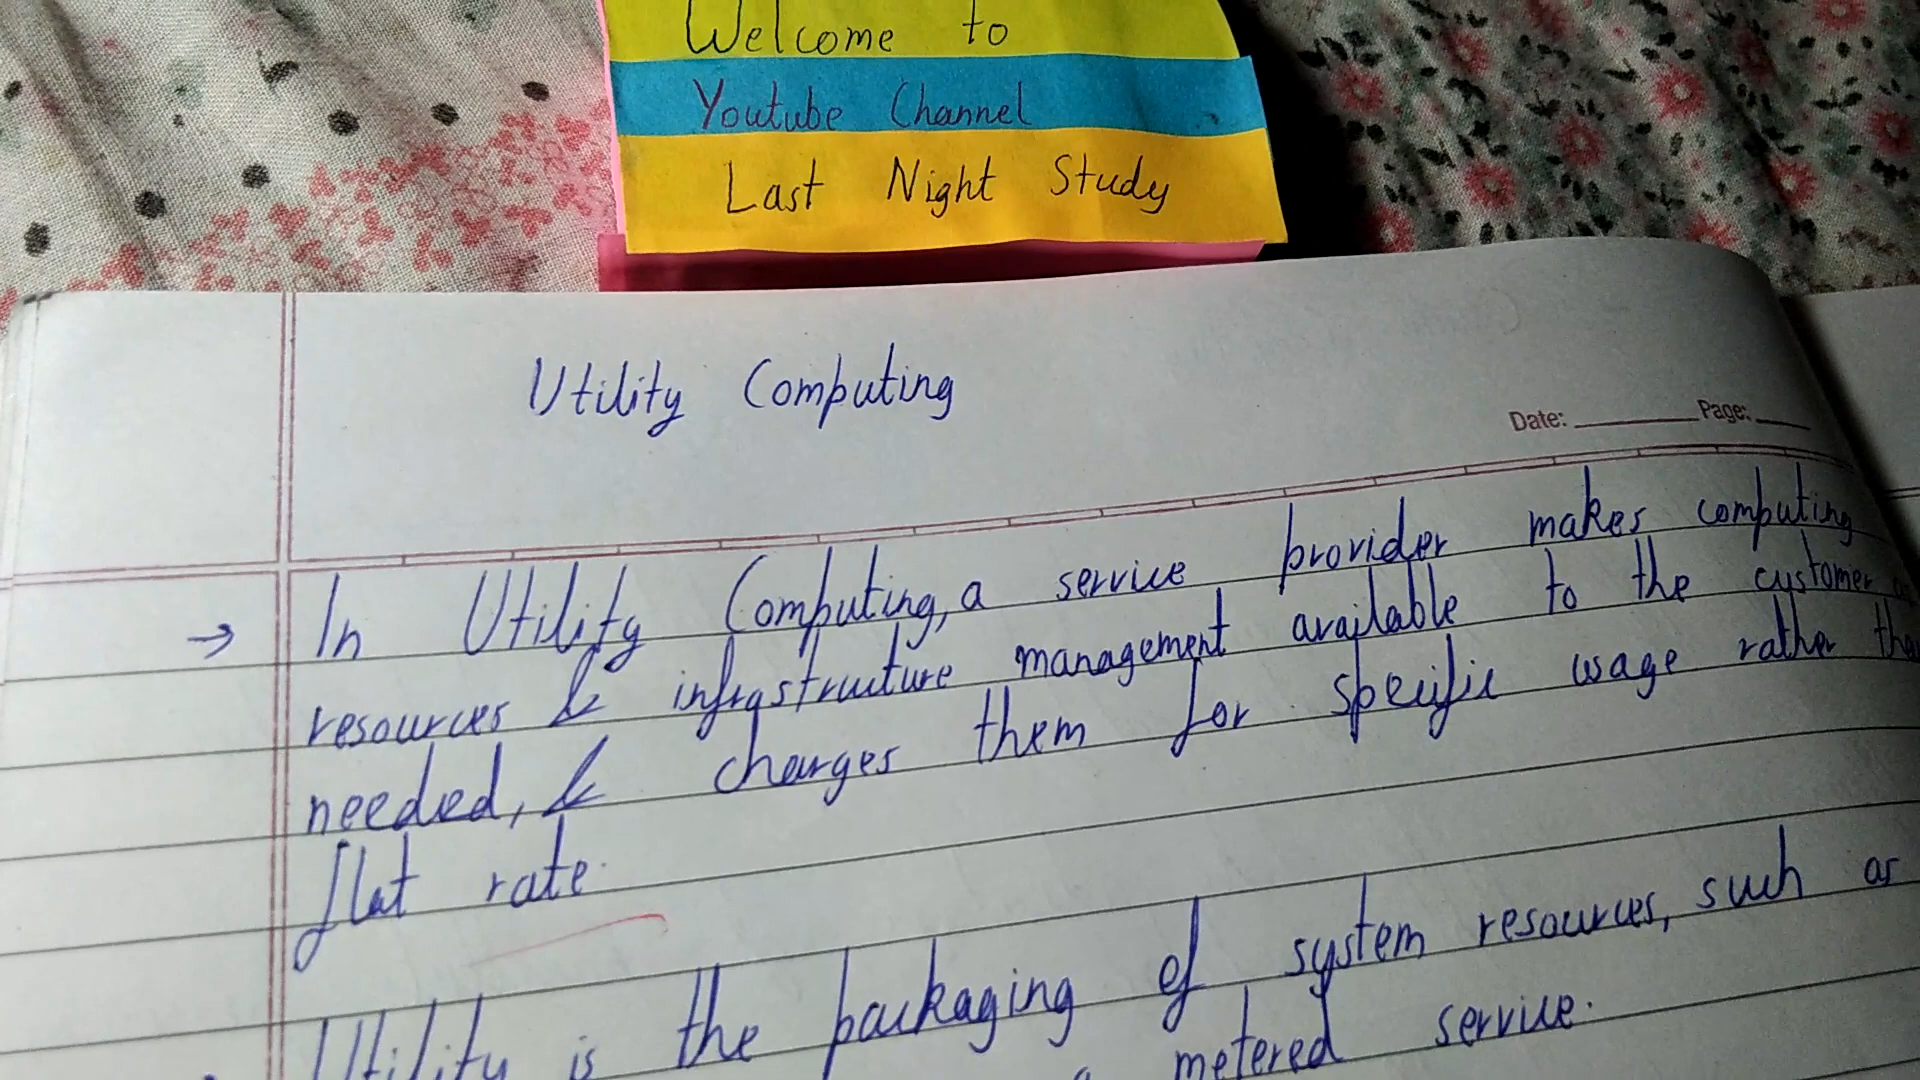 Welcome to
Youtube Channel
Last Night Study
Utility Computing
Date: Page:
→ In Utility Computing, a service provider makes computing
resources & infrastructure management available to the customer as
needed, & charges them for specific usage rather than
flat rate.
Utility is the packaging of system resources, such as
a metered service.